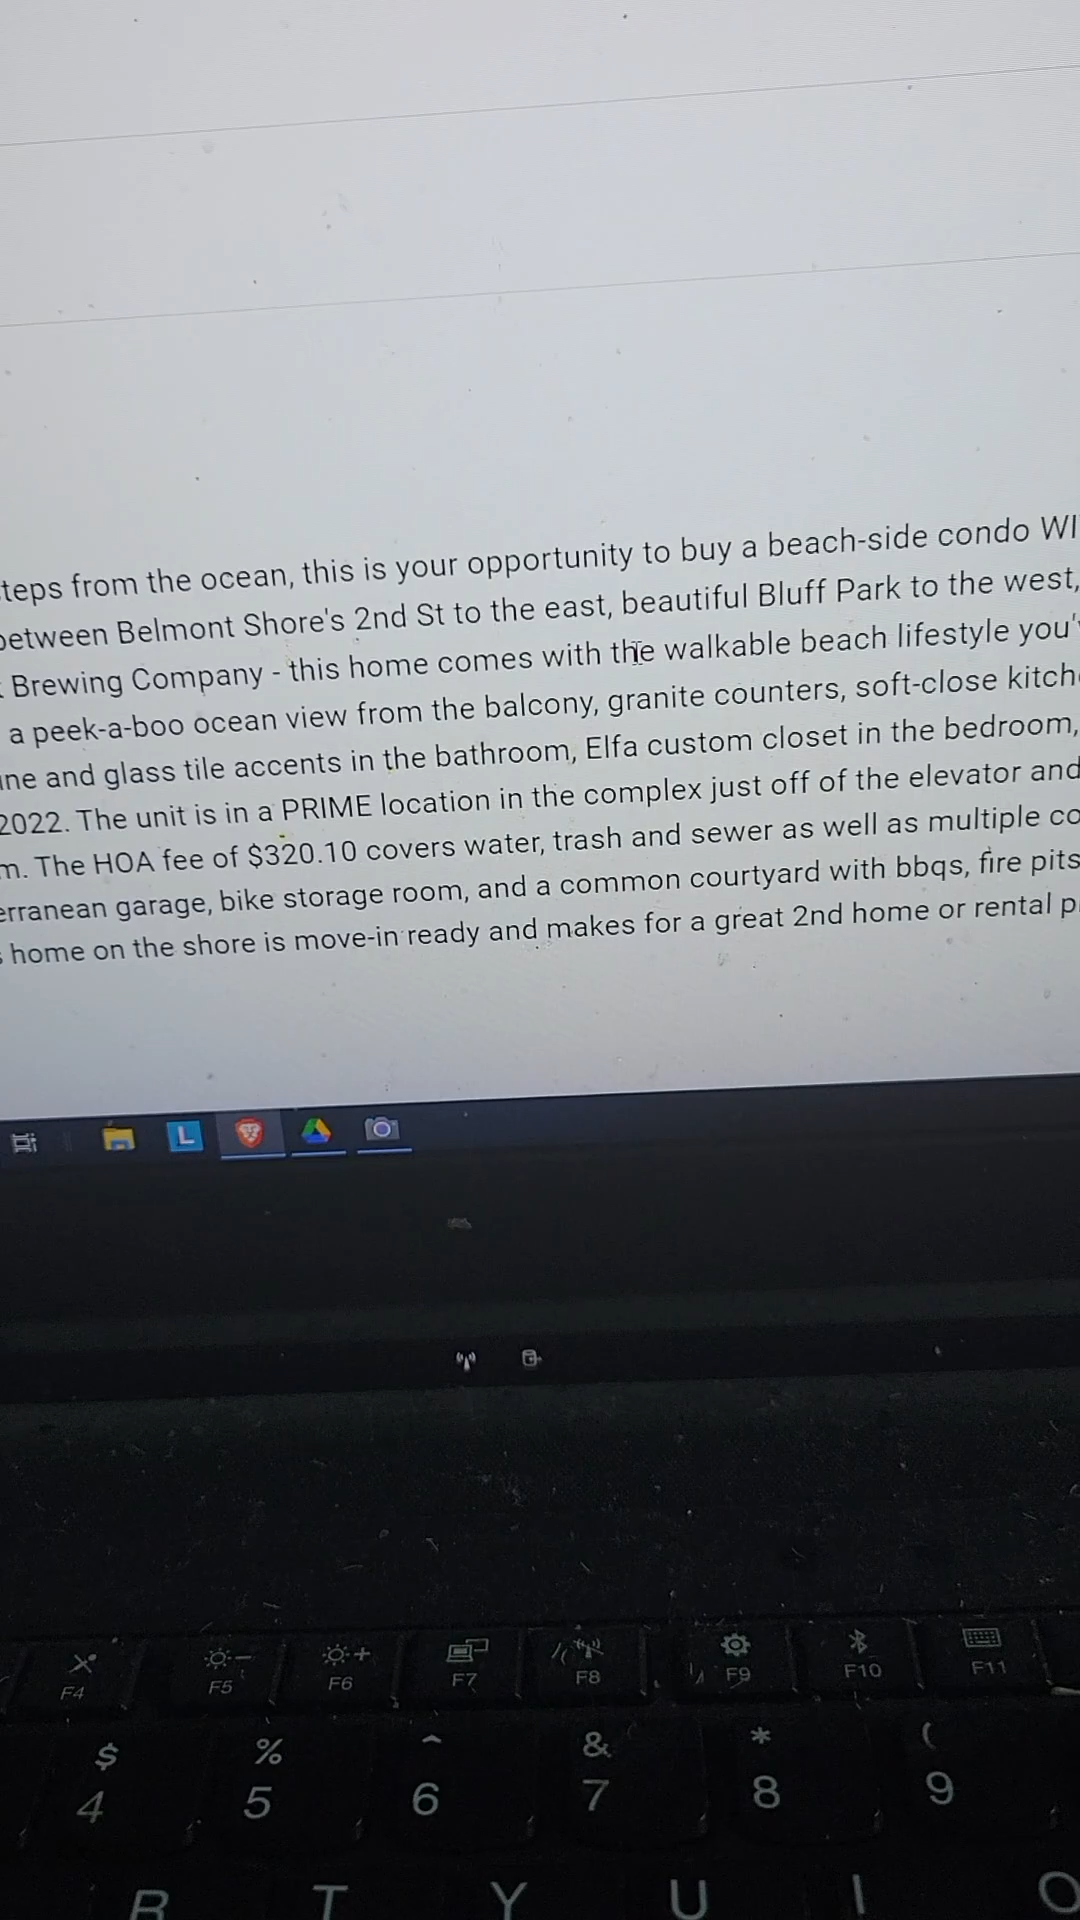 teps from the ocean, this is your opportunity to buy a beach-side condo WI
between Belmont Shore's 2nd St to the east, beautiful Bluff Park to the west,
Brewing Company - this home comes with the walkable beach lifestyle you'
a peek-a-boo ocean view from the balcony, granite counters, soft-close kitch
ine and glass tile accents in the bathroom, Elfa custom closet in the bedroom,
2022. The unit is in a PRIME location in the complex just off of the elevator and
m. The HOA fee of $320.10 covers water, trash and sewer as well as multiple co
erranean garage, bike storage room, and a common courtyard with bbqs, fire pits
s home on the shore is move-in ready and makes for a great 2nd home or rental p
L
F4 F5 F6 F7 F8 F9 F10 F11
$ % ^ & * (
4 5 6 7 8 9
R T Y U I O